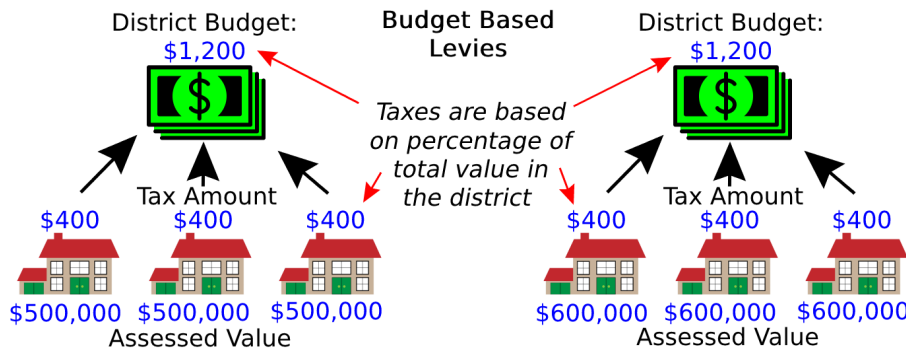 Budget Based
Levies
District Budget:
$1,200
$
Tax Amount
$400 $400 $400
$500,000 $500,000 $500,000
Assessed Value
Taxes are based
on percentage of
total value in
the district
District Budget:
$1,200
$
Tax Amount
$400 $400 $400
$600,000 $600,000 $600,000
Assessed Value